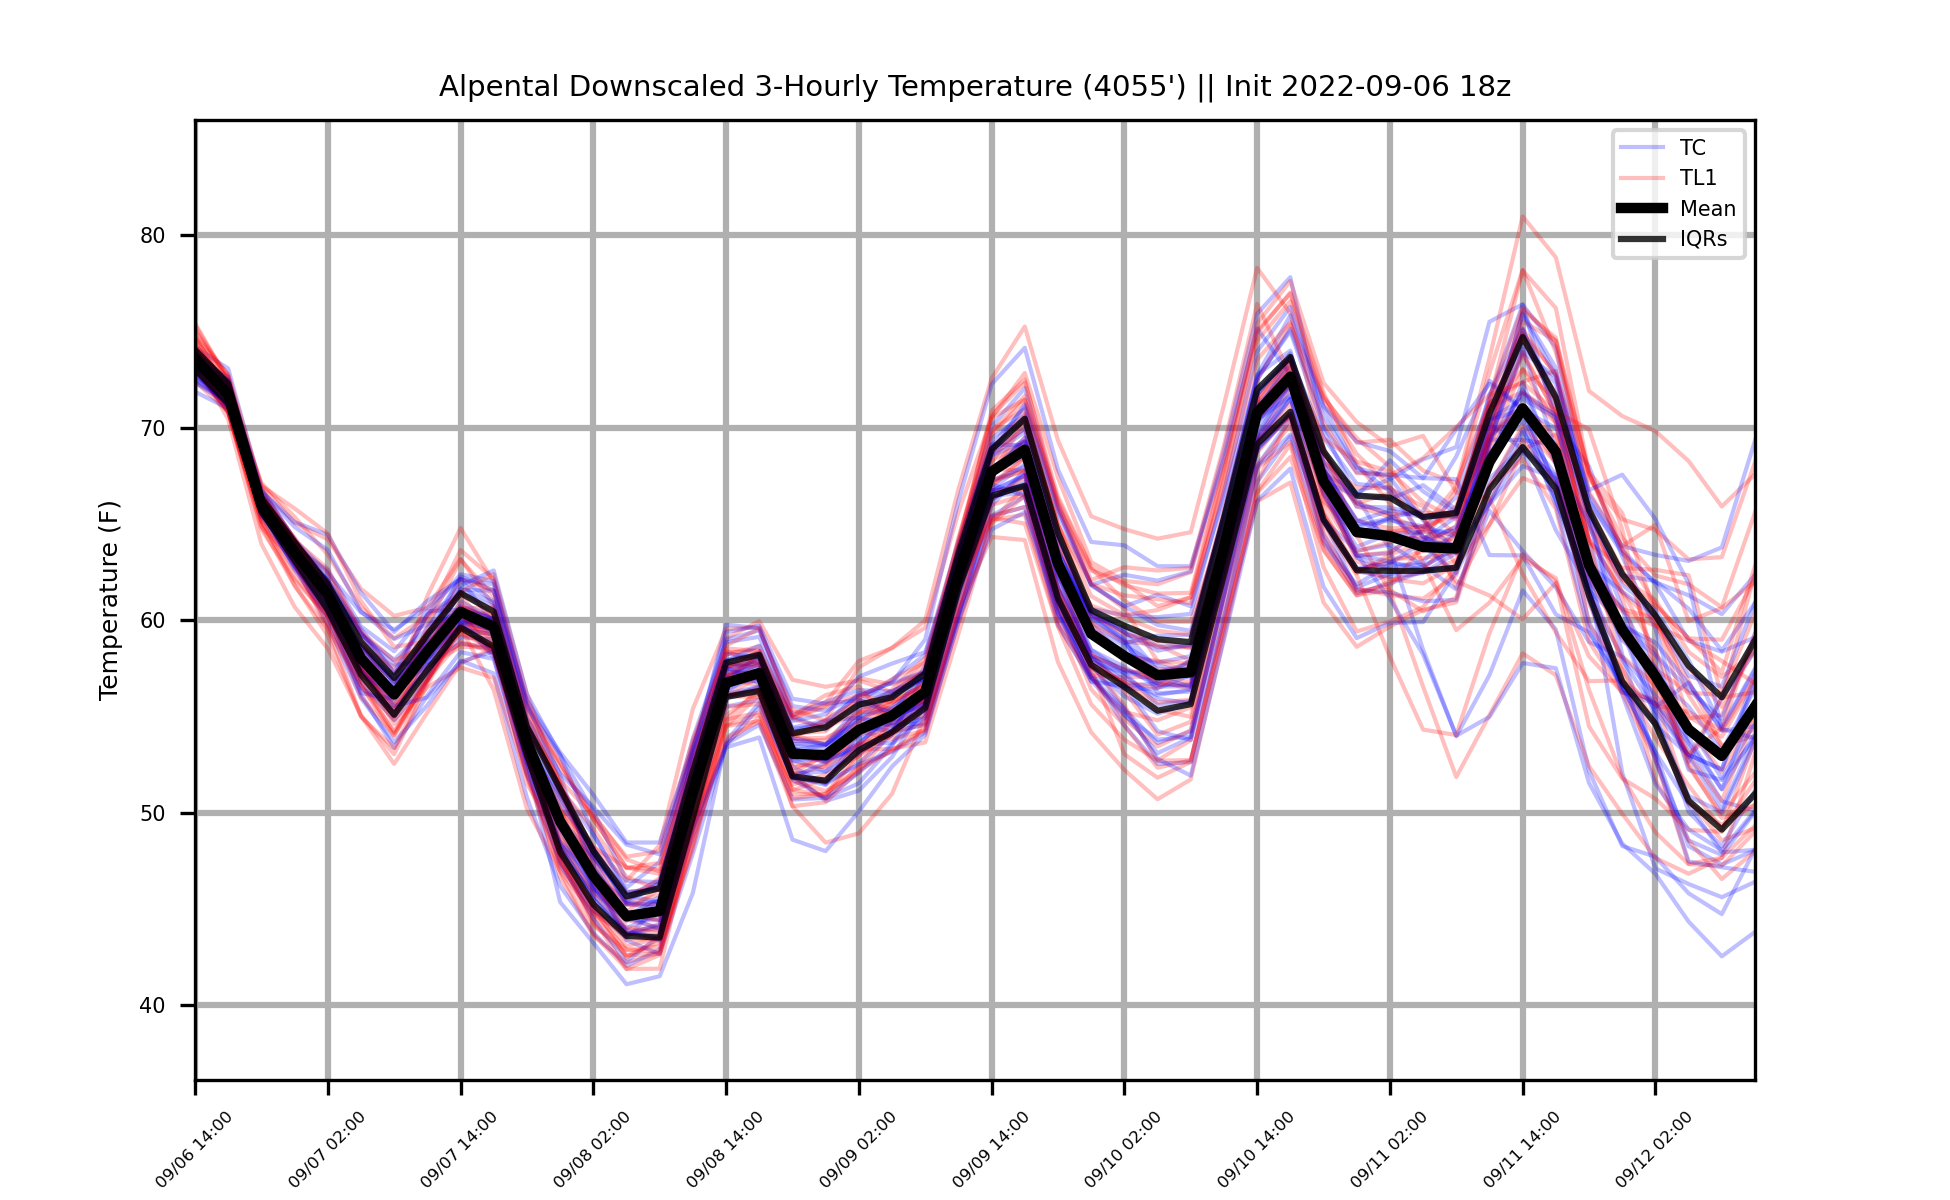 Alpental Downscaled 3-Hourly Temperature (4055') || Init 2022-09-06 18z
TC
TL1
Mean
IQRs
Temperature (F)
80
70
60
50
40
09/06 14:00
09/07 02:00
09/07 14:00
09/08 02:00
09/08 14:00
09/09 02:00
09/09 14:00
09/10 02:00
09/10 14:00
09/11 02:00
09/11 14:00
09/12 02:00